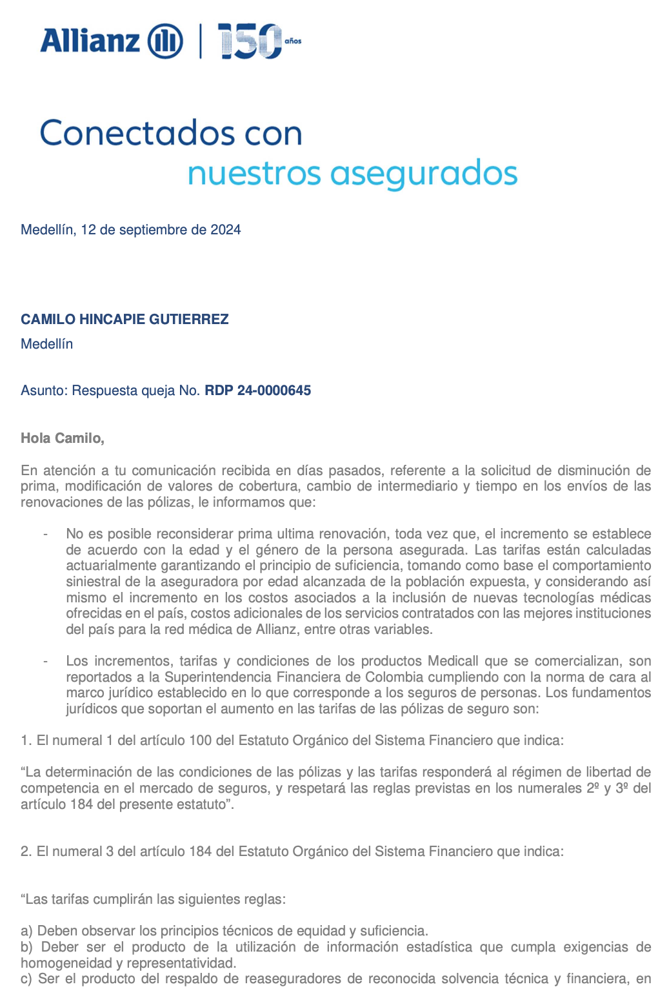 Allianz 150 años
Conectados con
nuestros asegurados
Medellín, 12 de septiembre de 2024
CAMILO HINCAPIE GUTIERREZ
Medellín
Asunto: Respuesta queja No. RDP 24-0000645
Hola Camilo,
En atención a tu comunicación recibida en días pasados, referente a la solicitud de disminución de
prima, modificación de valores de cobertura, cambio de intermediario y tiempo en los envíos de las
renovaciones de las pólizas, le informamos que:
- No es posible reconsiderar prima ultima renovación, toda vez que, el incremento se establece
de acuerdo con la edad y el género de la persona asegurada. Las tarifas están calculadas
actuarialmente garantizando el principio de suficiencia, tomando como base el comportamiento
siniestral de la aseguradora por edad alcanzada de la población expuesta, y considerando así
mismo el incremento en los costos asociados a la inclusión de nuevas tecnologías médicas
ofrecidas en el país, costos adicionales de los servicios contratados con las mejores instituciones
del país para la red médica de Allianz, entre otras variables.
- Los incrementos, tarifas y condiciones de los productos Medicall que se comercializan, son
reportados a la Superintendencia Financiera de Colombia cumpliendo con la norma de cara al
marco jurídico establecido en lo que corresponde a los seguros de personas. Los fundamentos
jurídicos que soportan el aumento en las tarifas de las pólizas de seguro son:
1. El numeral 1 del artículo 100 del Estatuto Orgánico del Sistema Financiero que indica:
“La determinación de las condiciones de las pólizas y las tarifas responderá al régimen de libertad de
competencia en el mercado de seguros, y respetará las reglas previstas en los numerales 2º y 3º del
artículo 184 del presente estatuto”.
2. El numeral 3 del artículo 184 del Estatuto Orgánico del Sistema Financiero que indica:
“Las tarifas cumplirán las siguientes reglas:
a) Deben observar los principios técnicos de equidad y suficiencia.
b) Deber ser el producto de la utilización de información estadística que cumpla exigencias de
homogeneidad y representatividad.
c) Ser el producto del respaldo de reaseguradores de reconocida solvencia técnica y financiera, en